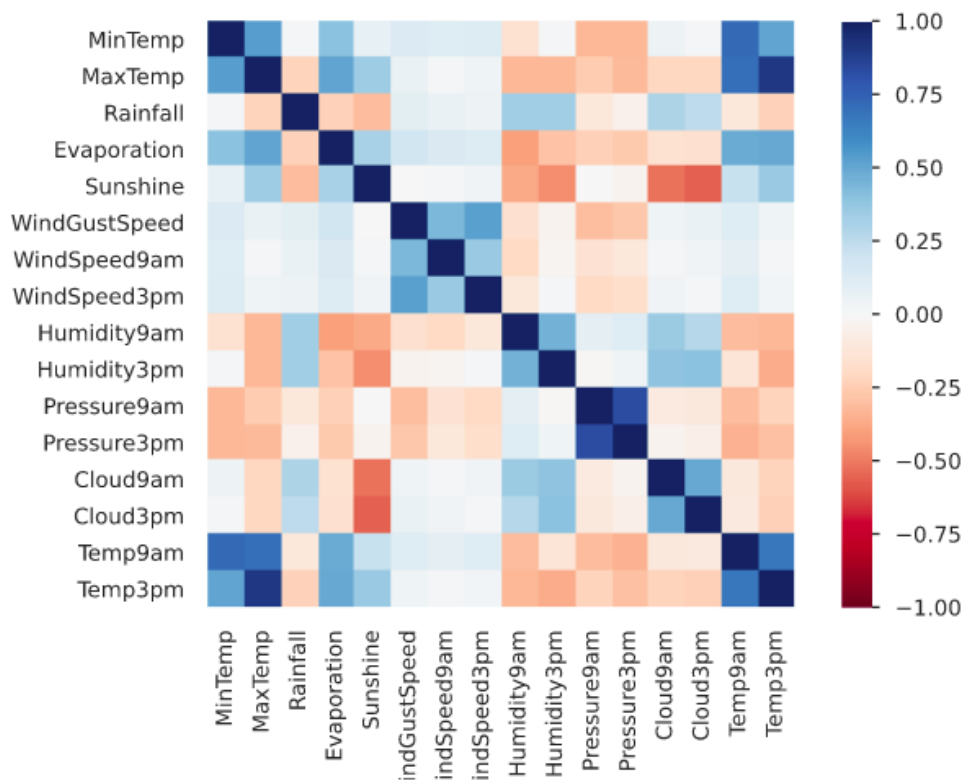 MinTemp
MaxTemp
Rainfall
Evaporation
Sunshine
WindGustSpeed
WindSpeed9am
WindSpeed3pm
Humidity9am
Humidity3pm
Pressure9am
Pressure3pm
Cloud9am
Cloud3pm
Temp9am
Temp3pm
MinTemp
MaxTemp
Rainfall
Evaporation
Sunshine
indGustSpeed
indSpeed9am
indSpeed3pm
Humidity9am
Humidity3pm
Pressure9am
Pressure3pm
Cloud9am
Cloud3pm
Temp9am
Temp3pm
1.00
0.75
0.50
0.25
0.00
−0.25
−0.50
−0.75
−1.00